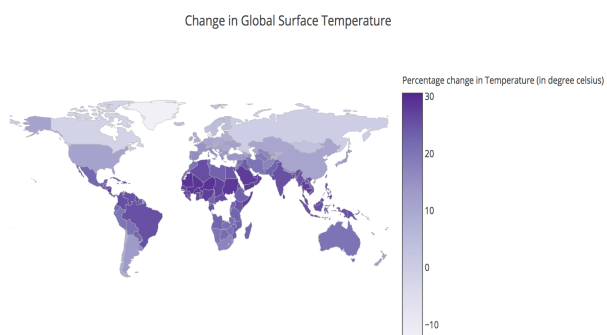 Change in Global Surface Temperature
Percentage change in Temperature (in degree celsius)
30
20
10
0
−10